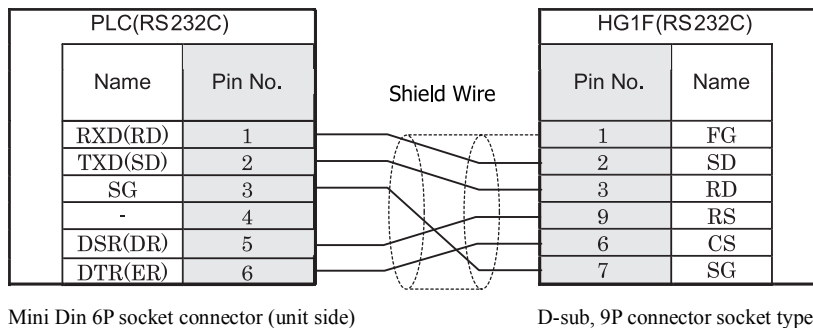 PLC(RS232C)
HG1F(RS232C)
Name Pin No. Shield Wire Pin No. Name
RXD(RD) 1 1 FG
TXD(SD) 2 2 SD
SG 3 3 RD
- 4 9 RS
DSR(DR) 5 6 CS
DTR(ER) 6 7 SG
Mini Din 6P socket connector (unit side)
D-sub, 9P connector socket type